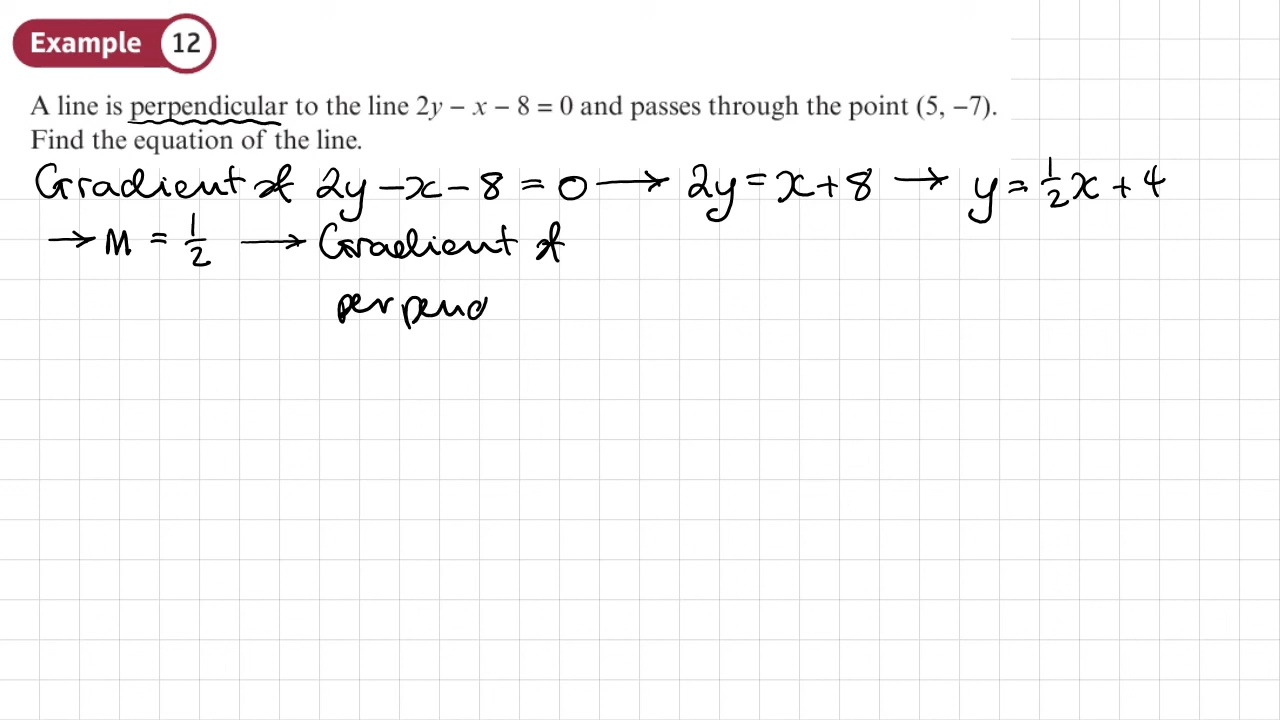 Example 12
A line is perpendicular to the line 2y − x − 8 = 0 and passes through the point (5, −7).
Find the equation of the line.
Gradient of 2y − x − 8 = 0 → 2y = x + 8 → y = ½x + 4
→ M = ½ → Gradient of
perpend